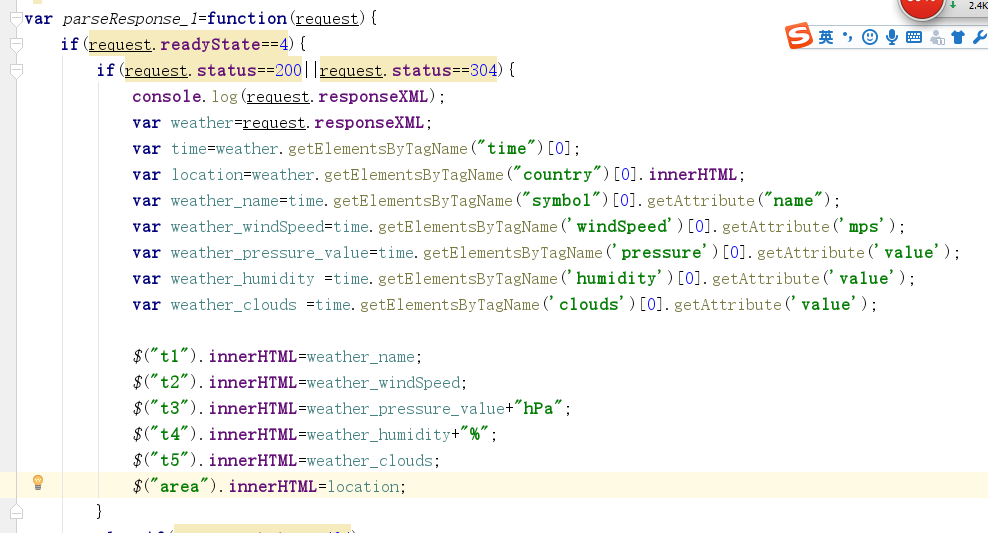 2.4K
英
var parseResponse_1=function(request){
if(request.readyState==4){
if(request.status==200||request.status==304){
console.log(request.responseXML);
var weather=request.responseXML;
var time=weather.getElementsByTagName("time")[0];
var location=weather.getElementsByTagName("country")[0].innerHTML;
var weather_name=time.getElementsByTagName("symbol")[0].getAttribute("name");
var weather_windSpeed=time.getElementsByTagName('windSpeed')[0].getAttribute('mps');
var weather_pressure_value=time.getElementsByTagName('pressure')[0].getAttribute('value');
var weather_humidity =time.getElementsByTagName('humidity')[0].getAttribute('value');
var weather_clouds =time.getElementsByTagName('clouds')[0].getAttribute('value');
$("t1").innerHTML=weather_name;
$("t2").innerHTML=weather_windSpeed;
$("t3").innerHTML=weather_pressure_value+"hPa";
$("t4").innerHTML=weather_humidity+"%";
$("t5").innerHTML=weather_clouds;
$("area").innerHTML=location;
}